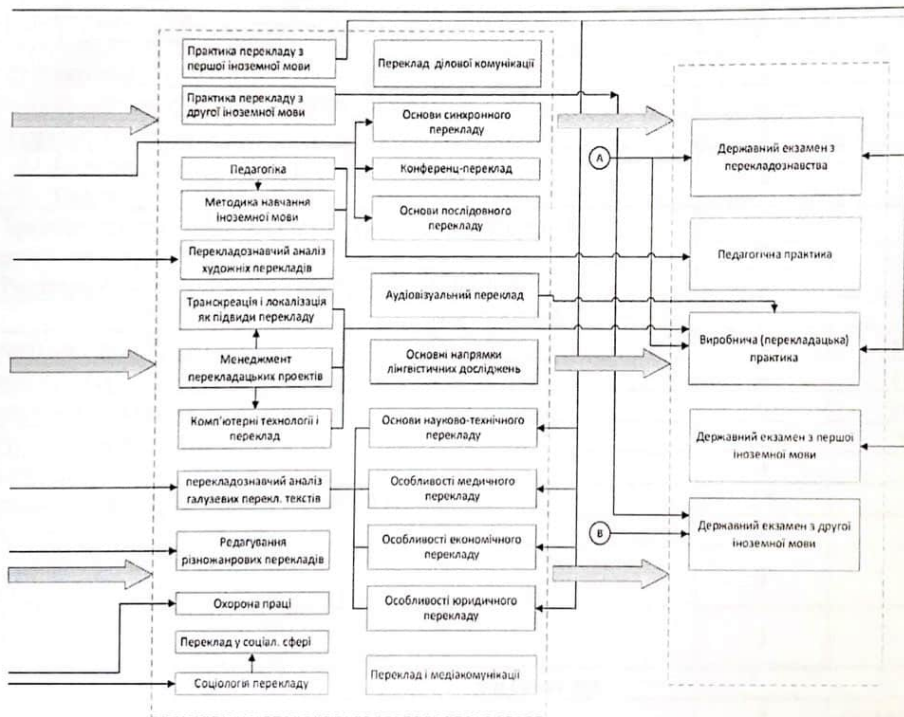 Практика перекладу з
першої іноземної мови
Практика перекладу з
другої іноземної мови
Педагогіка
Методика навчання
іноземної мови
Перекладознавчий аналіз
художніх перекладів
Транскреація і локалізація
як підвиди перекладу
Менеджмент
перекладацьких проектів
Комп'ютерні технології і
переклад
перекладознавчий аналіз
галузевих перекл. текстів
Редагування
різножанрових перекладів
Охорона праці
Переклад у соціал. сфері
Соціологія перекладу
Переклад ділової комунікації
Основи синхронного
перекладу
Конференц-переклад
Основи послідовного
перекладу
Аудіовізуальний переклад
Основні напрямки
лінгвістичних досліджень
Основи науково-технічного
перекладу
Особливості медичного
перекладу
Особливості економічного
перекладу
Особливості юридичного
перекладу
Переклад і медіакомунікації
A
B
Державний екзамен з
перекладознавства
Педагогічна практика
Виробнича (перекладацька)
практика
Державний екзамен з першої
іноземної мови
Державний екзамен з другої
іноземної мови